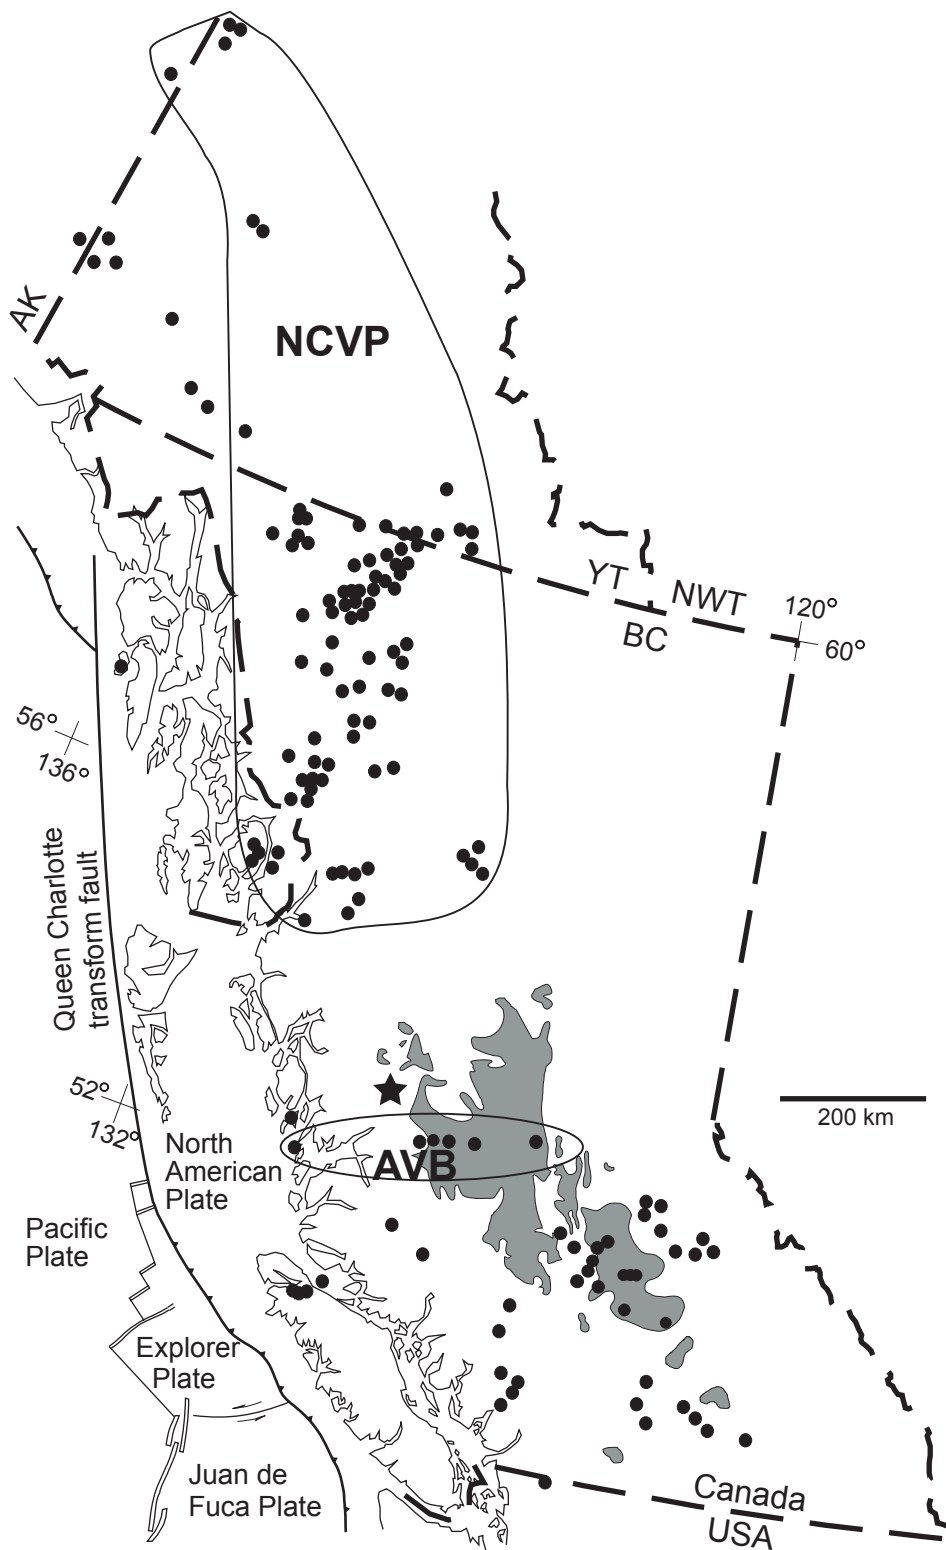 AK
NCVP
YT
NWT
BC
120°
60°
56°
136°
Queen Charlotte
transform fault
52°
132°
200 km
North
American
Plate
AVB
Pacific
Plate
Explorer
Plate
Juan de
Fuca Plate
Canada
USA